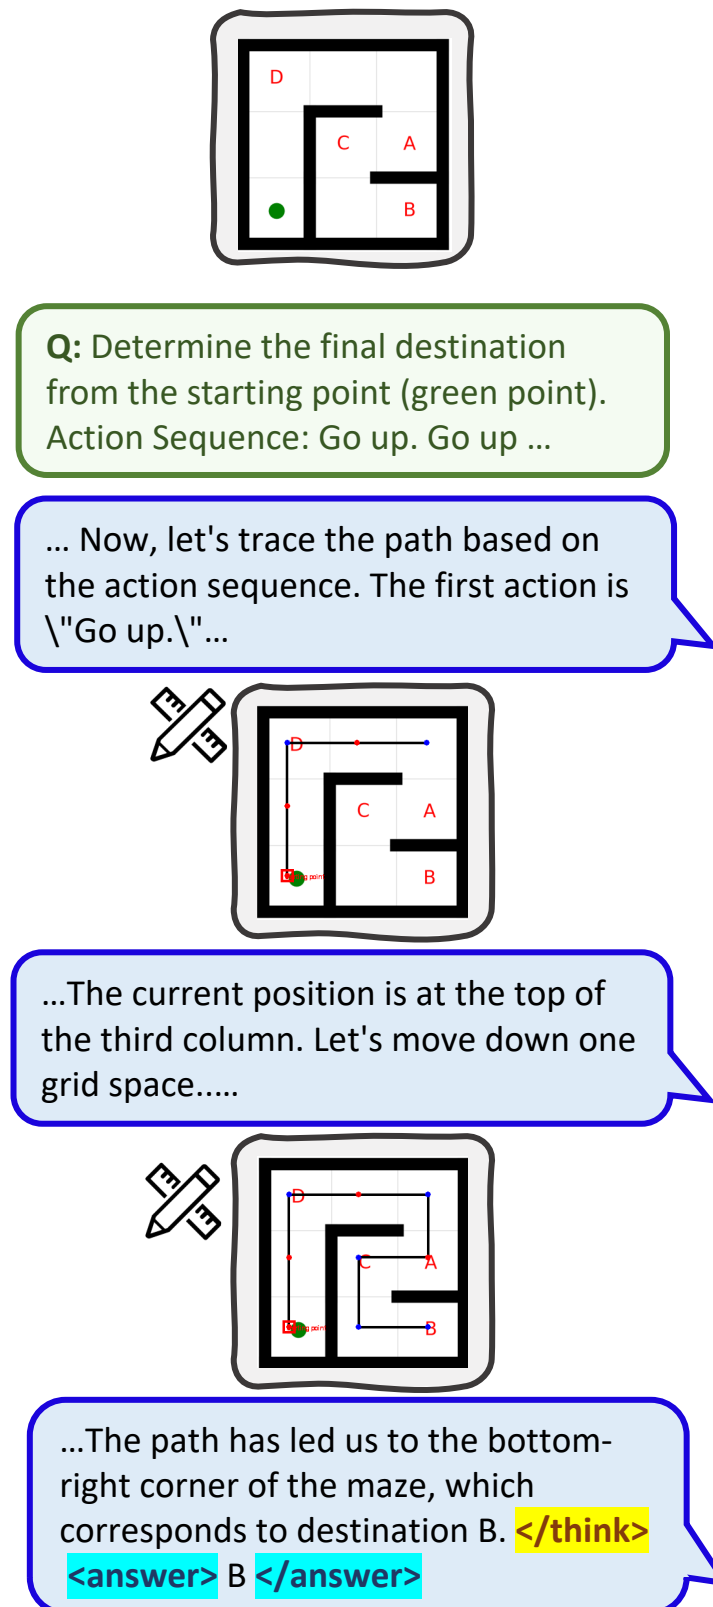 D
C A
B
Q: Determine the final destination
from the starting point (green point).
Action Sequence: Go up. Go up ...
... Now, let's trace the path based on
the action sequence. The first action is
\"Go up.\"...
D
C A
point
B
...The current position is at the top of
the third column. Let's move down one
grid space.....
D
C A
point
B
...The path has led us to the bottom-
right corner of the maze, which
corresponds to destination B. </think>
<answer> B </answer>